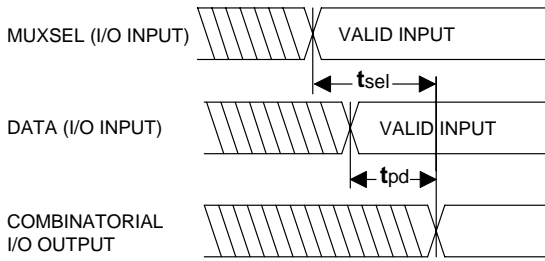 MUXSEL (I/O INPUT)
VALID INPUT
tsel
DATA (I/O INPUT)
VALID INPUT
tpd
COMBINATORIAL
I/O OUTPUT